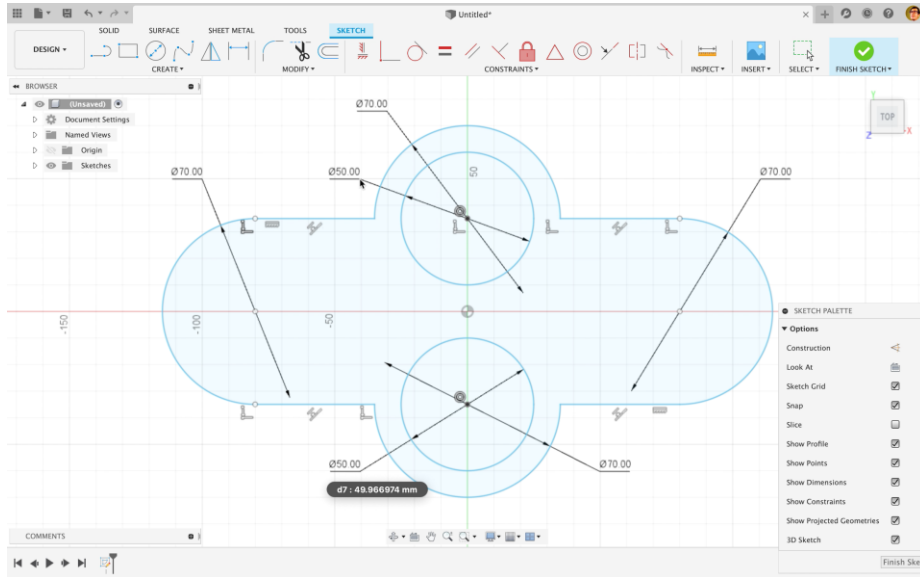 Untitled*
SOLID SURFACE SHEET METAL TOOLS SKETCH
DESIGN
CREATE MODIFY CONSTRAINTS INSPECT INSERT SELECT FINISH SKETCH
BROWSER
(Unsaved)
Document Settings
Named Views
Origin
Sketches
Y
TOP
X
Z
Ø70.00
Ø70.00
Ø50.00
Ø70.00
50
-150
-100
-50
Ø50.00
Ø70.00
d7 : 49.966974 mm
SKETCH PALETTE
Options
Construction
Look At
Sketch Grid
Snap
Slice
Show Profile
Show Points
Show Dimensions
Show Constraints
Show Projected Geometries
3D Sketch
Finish Ske
COMMENTS